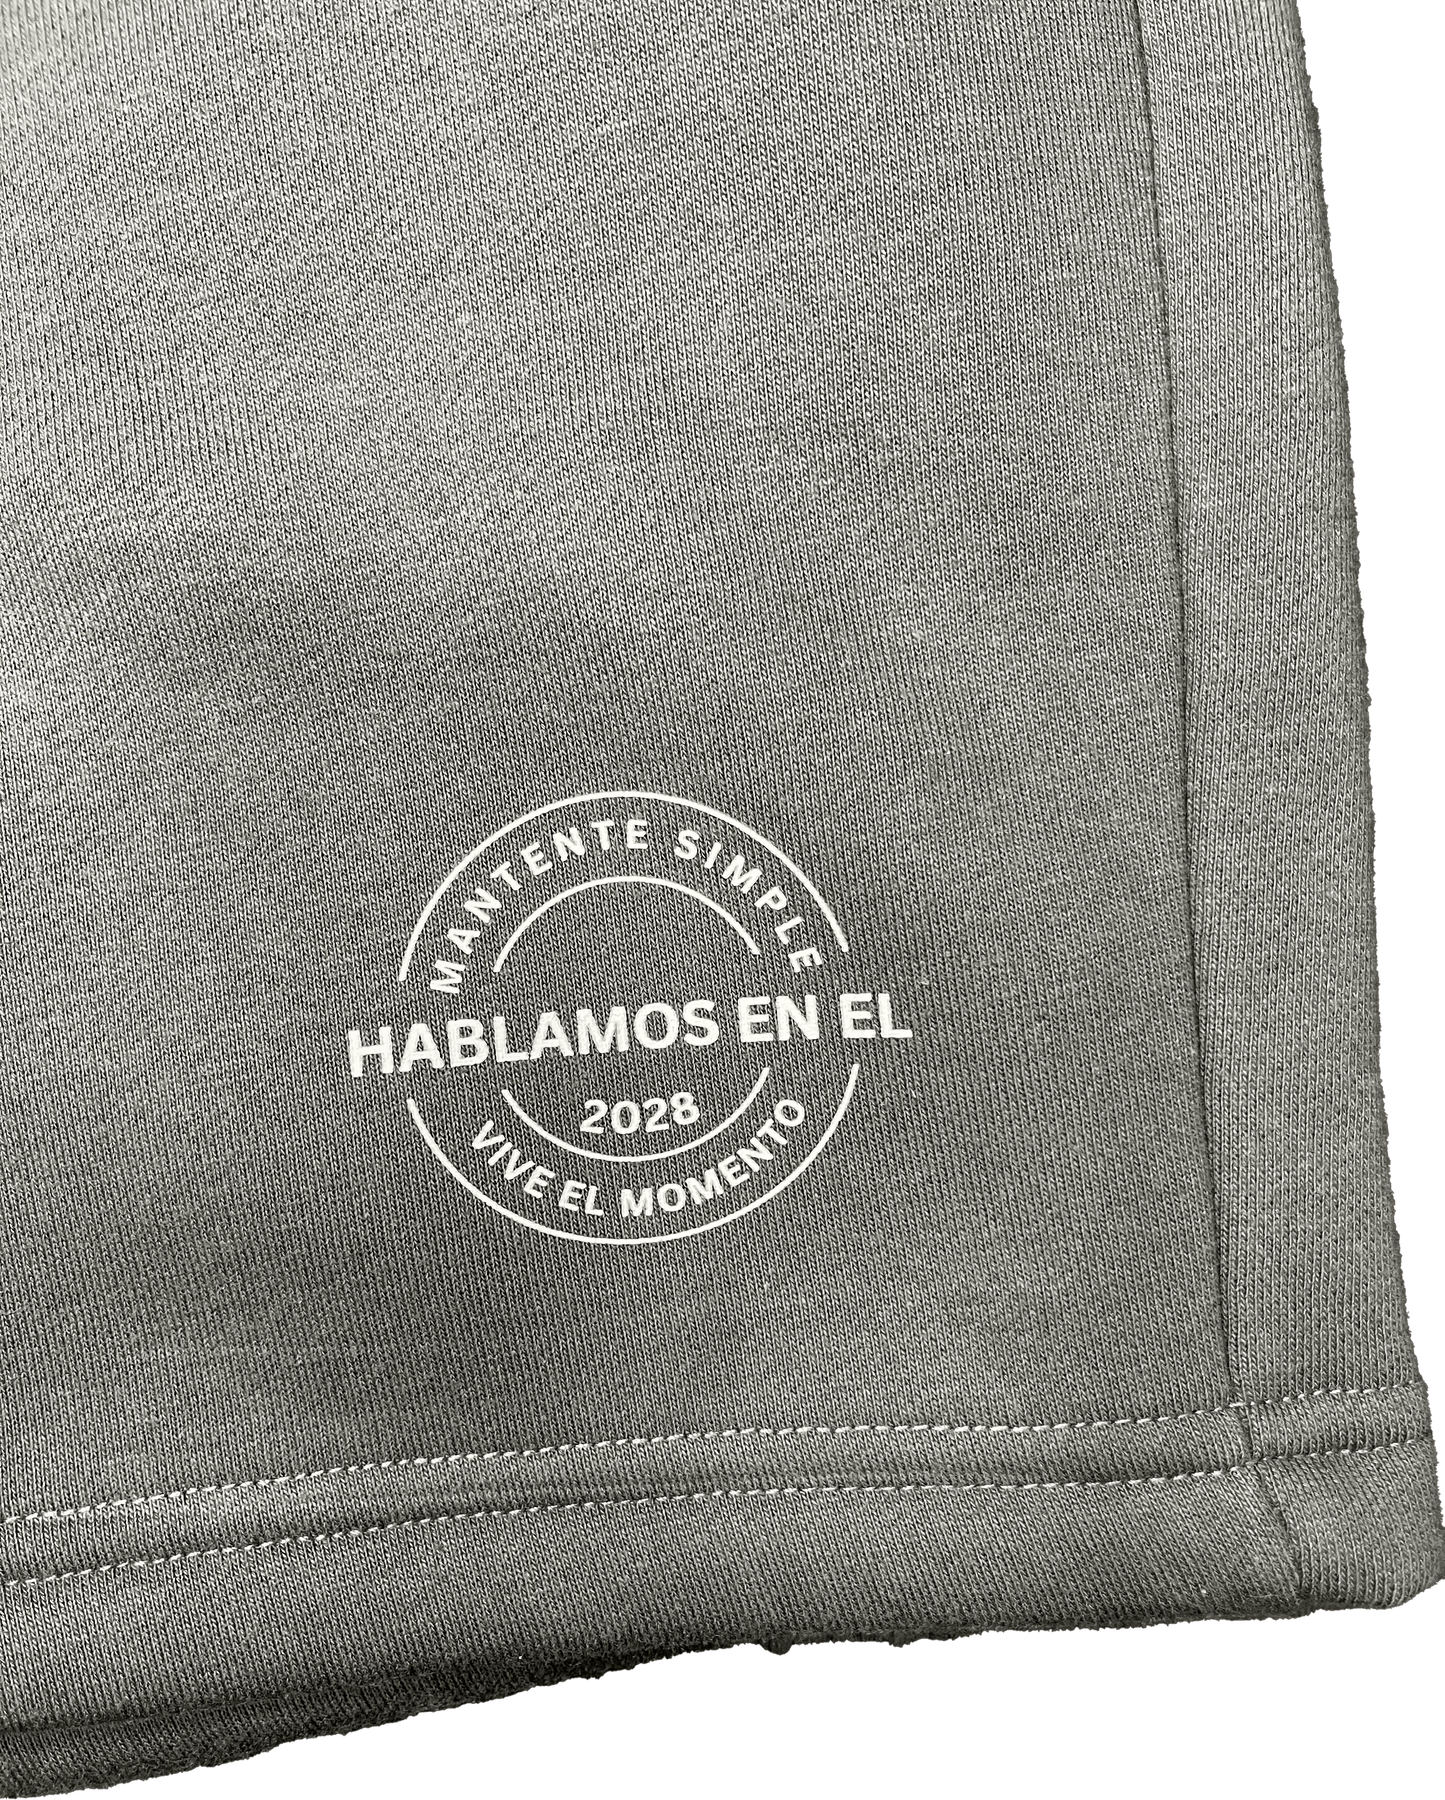 MANTENTE SIMPLE
HABLAMOS EN EL
2028
VIVE EL MOMENTO